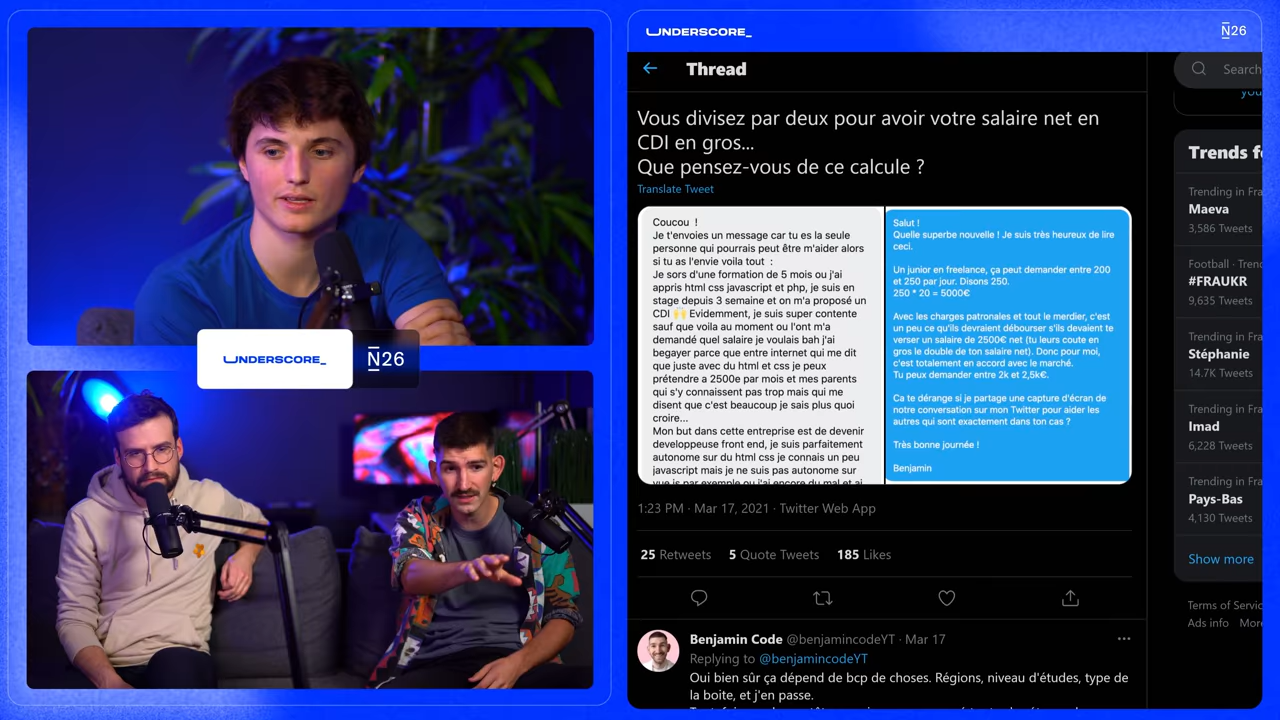 UNDERSCORE_
N26
UNDERSCORE_
N26
Thread
Search
Vous divisez par deux pour avoir votre salaire net en
CDI en gros...
Que pensez-vous de ce calcule ?
Translate Tweet
Coucou !
Je t'envoies un message car tu es la seule
personne qui pourrais peut être m'aider alors
si tu as l'envie voila tout :
Je sors d'une formation de 5 mois ou j'ai
appris html css javascript et php, je suis en
stage depuis 3 semaine et on m'a proposé un
CDI 🙌 Evidemment, je suis super contente
sauf que voila au moment ou l'ont m'a
demandé quel salaire je voulais bah j'ai
begayer parce que entre internet qui me dit
que juste avec du html et css je peux
prétendre a 2500e par mois et mes parents
qui s'y connaissent pas trop mais qui me
disent que c'est beaucoup je sais plus quoi
croire...
Mon but dans cette entreprise est de devenir
developpeuse front end, je suis parfaitement
autonome sur du html css je connais un peu
javascript mais je ne suis pas autonome sur
vue js par exemple ou j'ai encore du mal et ai
Salut !
Quelle superbe nouvelle ! Je suis très heureux de lire
ceci.
Un junior en freelance, ça peut demander entre 200
et 250 par jour. Disons 250.
250 * 20 = 5000€
Avec les charges patronales et tout le merdier, c'est
un peu ce qu'ils devraient débourser s'ils devaient te
verser un salaire de 2500€ net (tu leurs coute en
gros le double de ton salaire net). Donc pour moi,
c'est totalement en accord avec le marché.
Tu peux demander entre 2k et 2,5k€.
Ca te dérange si je partage une capture d'écran de
notre conversation sur mon Twitter pour aider les
autres qui sont exactement dans ton cas ?
Très bonne journée !
Benjamin
1:23 PM · Mar 17, 2021 · Twitter Web App
25 Retweets 5 Quote Tweets 185 Likes
Benjamin Code @benjamincodeYT · Mar 17
Replying to @benjamincodeYT
Oui bien sûr ça dépend de bcp de choses. Régions, niveau d'études, type de
la boite, et j'en passe.
you
Trends fo
Trending in Fra
Maeva
3,586 Tweets
Football · Trend
#FRAUKR
9,635 Tweets
Trending in Fra
Stéphanie
14.7K Tweets
Trending in Fra
Imad
6,228 Tweets
Trending in Fra
Pays-Bas
4,130 Tweets
Show more
Terms of Servic
Ads info More